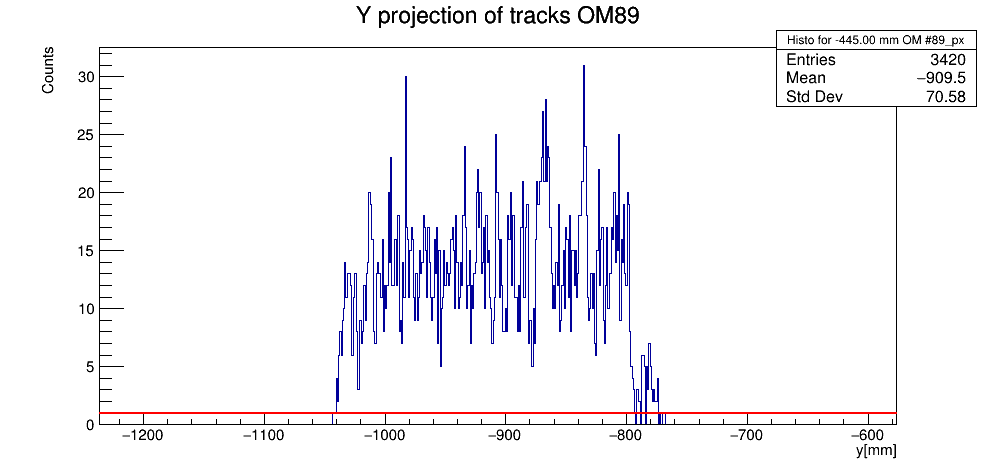 Y projection of tracks OM89
Histo for -445.00 mm OM #89_px
Entries 3420
Mean −909.5
Std Dev 70.58
Counts
30
25
20
15
10
5
0
−1200 −1100 −1000 −900 −800 −700 −600
y[mm]